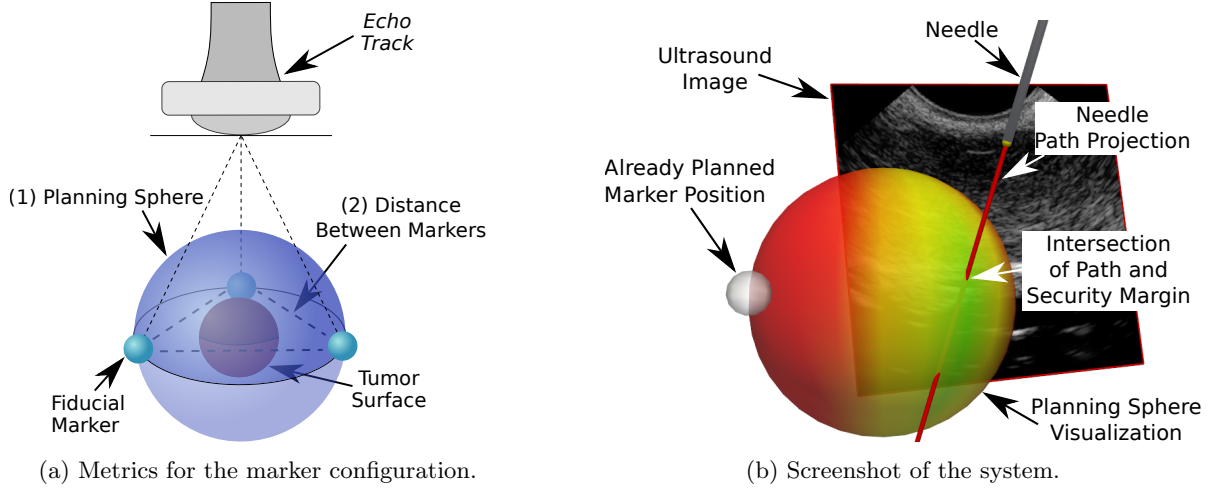 Echo
Track
(1) Planning Sphere
(2) Distance
Between Markers
Fiducial
Marker
Tumor
Surface
(a) Metrics for the marker configuration.
Needle
Ultrasound
Image
Needle
Path Projection
Already Planned
Marker Position
Intersection
of Path and
Security Margin
Planning Sphere
Visualization
(b) Screenshot of the system.